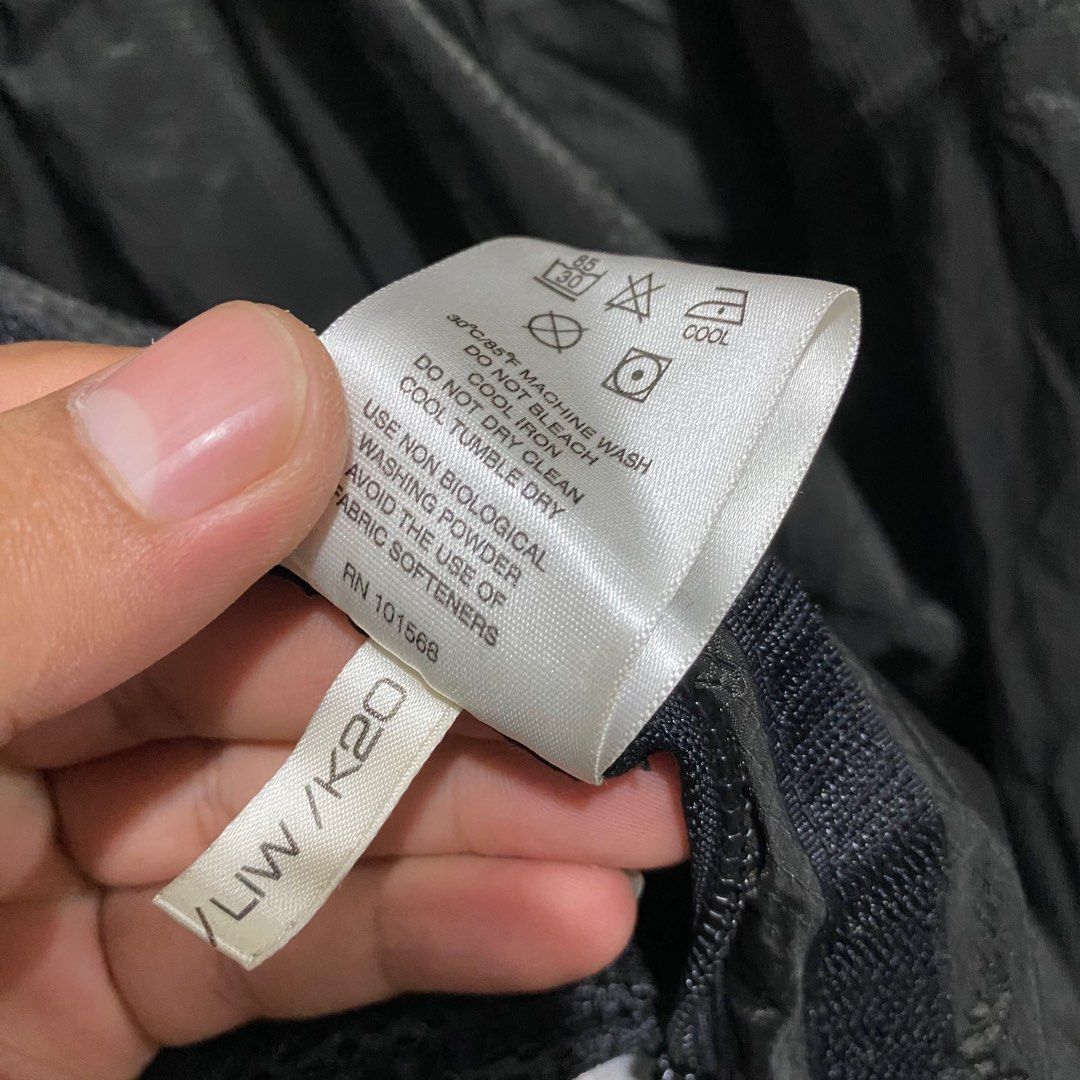 85
30
COOL
30°C/85°F MACHINE WASH
DO NOT BLEACH
COOL IRON
DO NOT DRY CLEAN
COOL TUMBLE DRY
USE NON BIOLOGICAL
WASHING POWDER
AVOID THE USE OF
FABRIC SOFTENERS
RN 101568
/LIW/K20